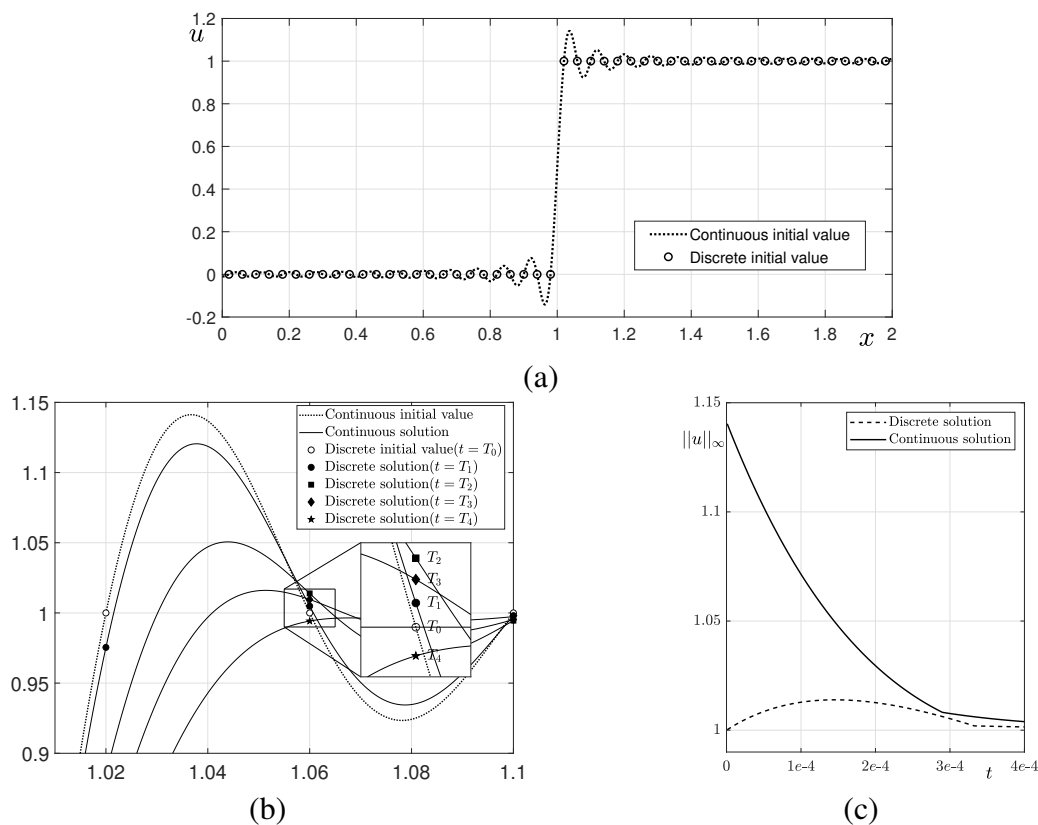 1.2
u
1
0.8
0.6
0.4
0.2
0
-0.2
Continuous initial value
Discrete initial value
0 0.2 0.4 0.6 0.8 1 1.2 1.4 1.6 1.8 2
x
(a)
1.15
1.1
1.05
1
0.95
0.9
Continuous initial value
Continuous solution
Discrete initial value(t = T0)
Discrete solution(t = T1)
Discrete solution(t = T2)
Discrete solution(t = T3)
Discrete solution(t = T4)
T2
T3
T1
T0
T4
1.02 1.04 1.06 1.08 1.1
(b)
1.15
||u||∞
1.1
1.05
1
Discrete solution
Continuous solution
0 1e-4 2e-4 3e-4 4e-4
t
(c)